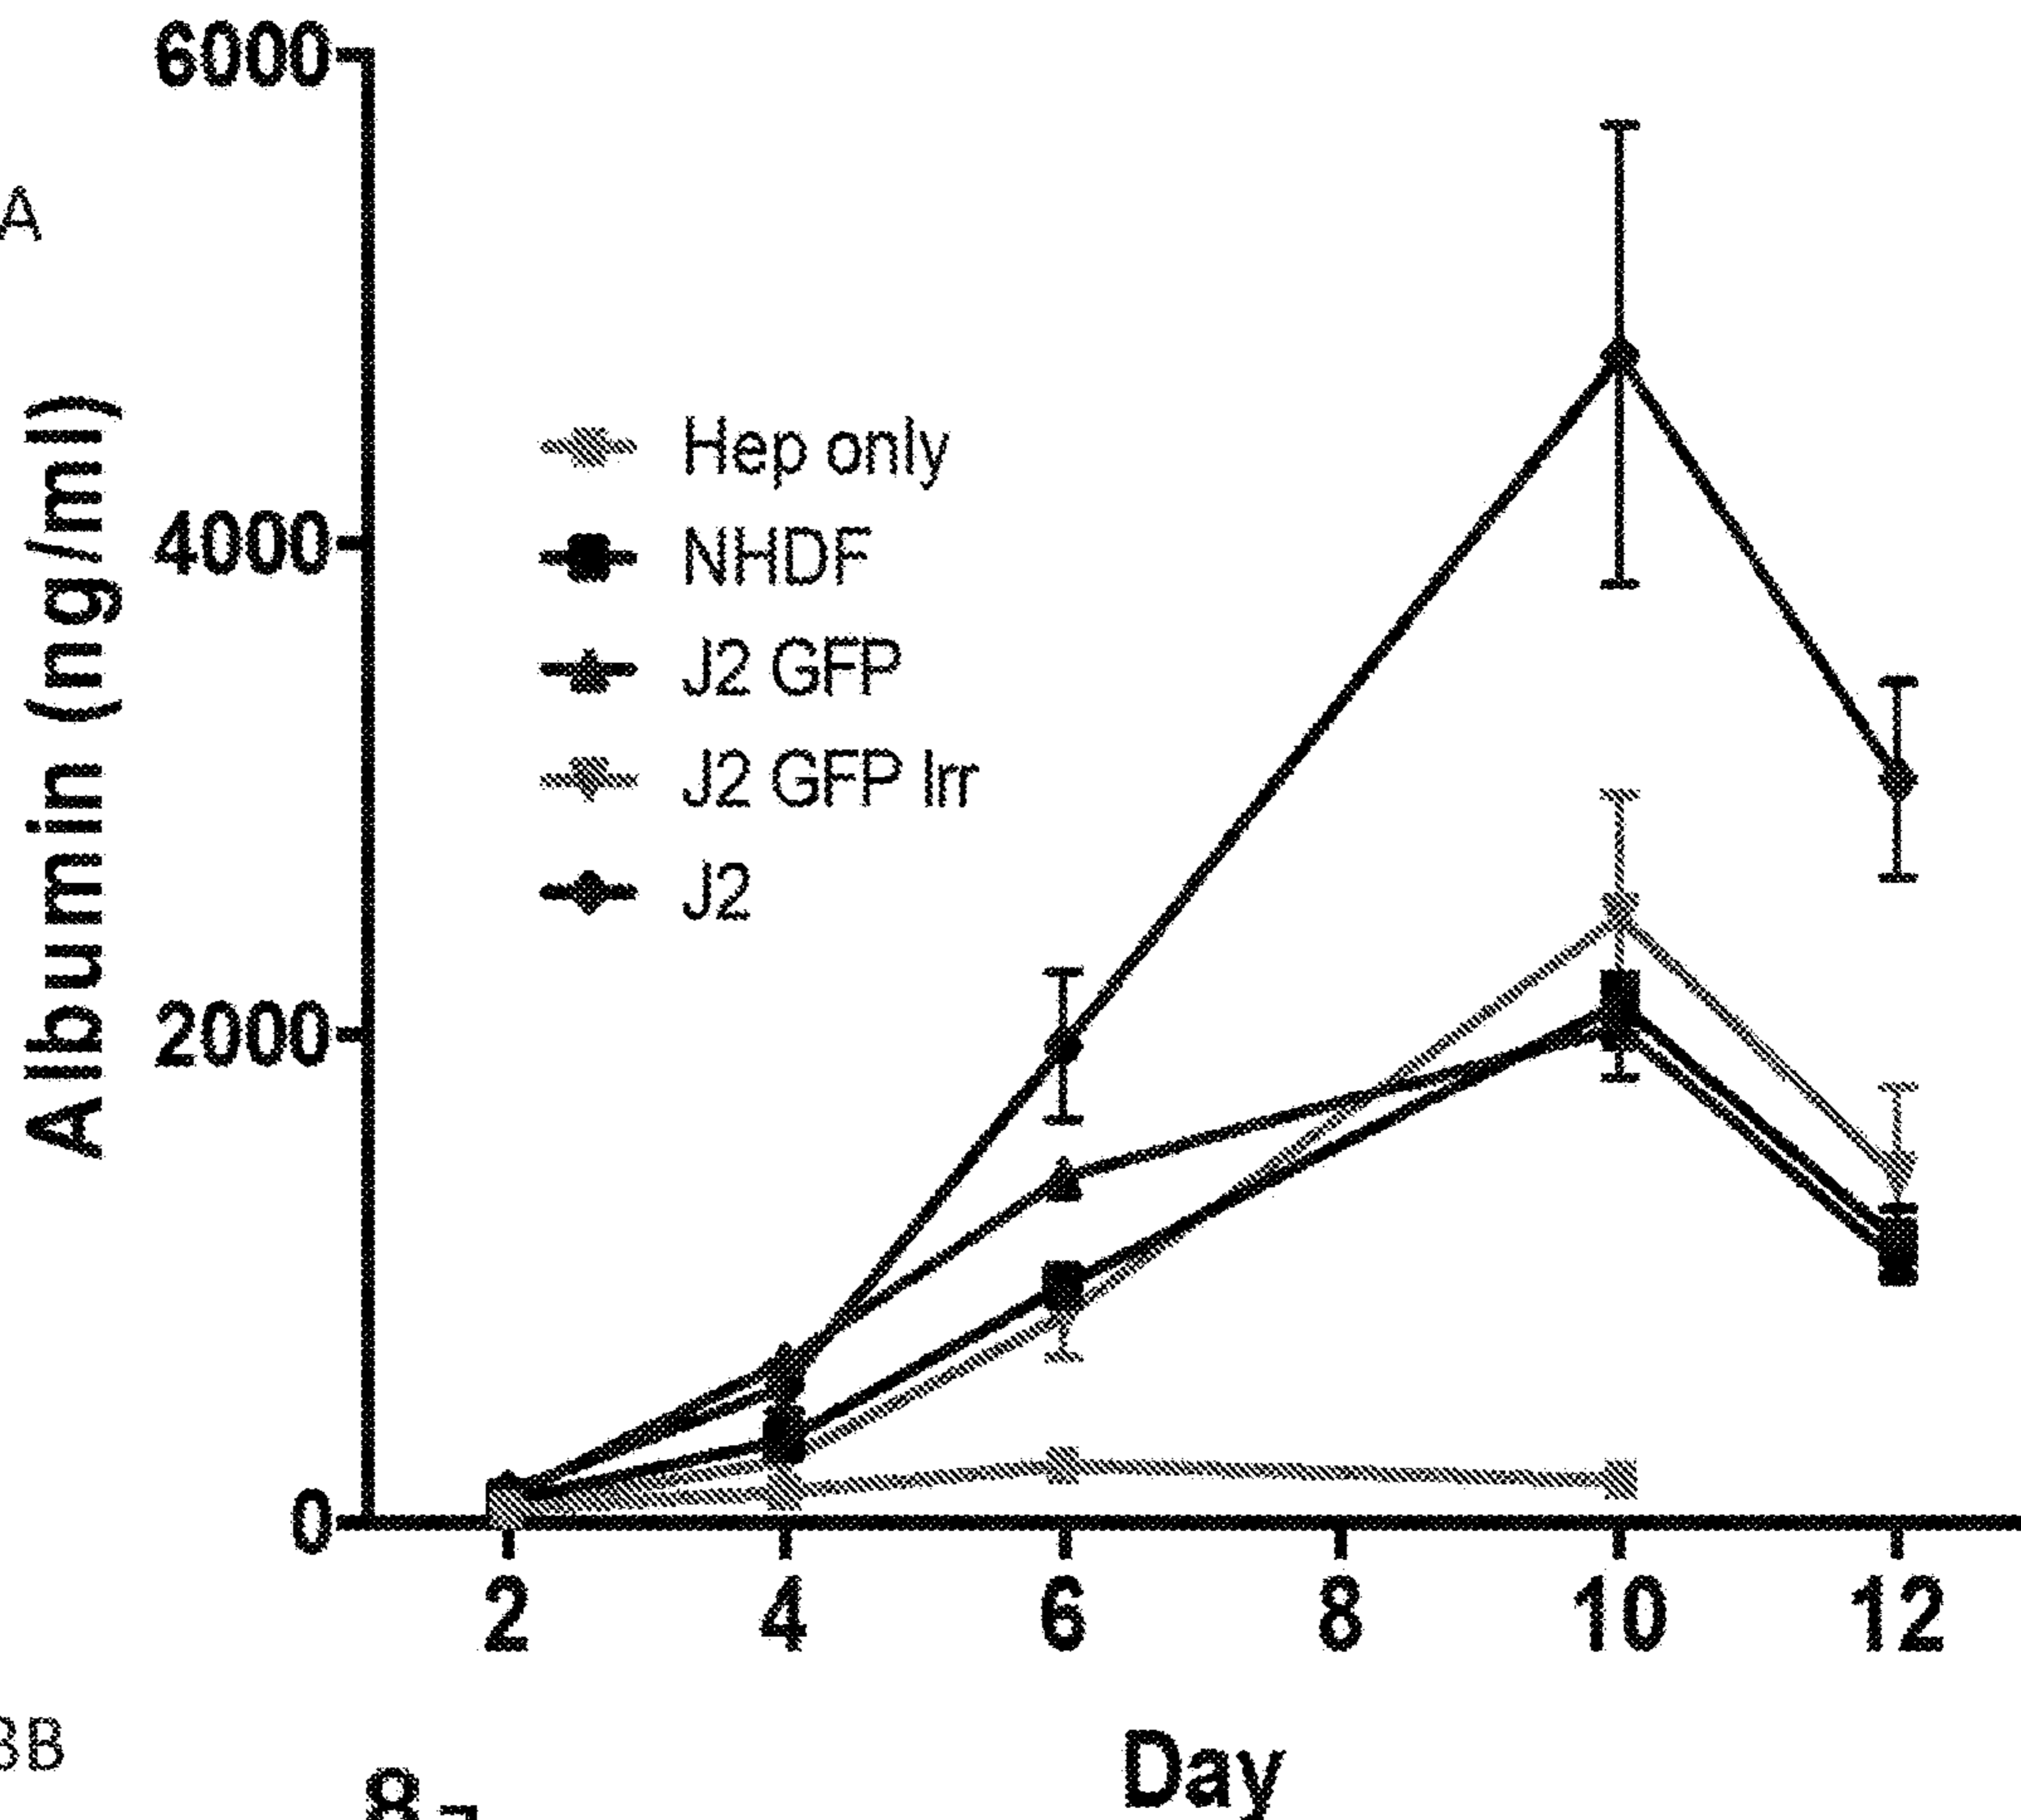 6000
A
Albumin (ng/ml)
Hep only
4000
NHDF
J2 GFP
J2 GFP Irr
J2
2000
0
2 4 6 8 10 12
Day
8